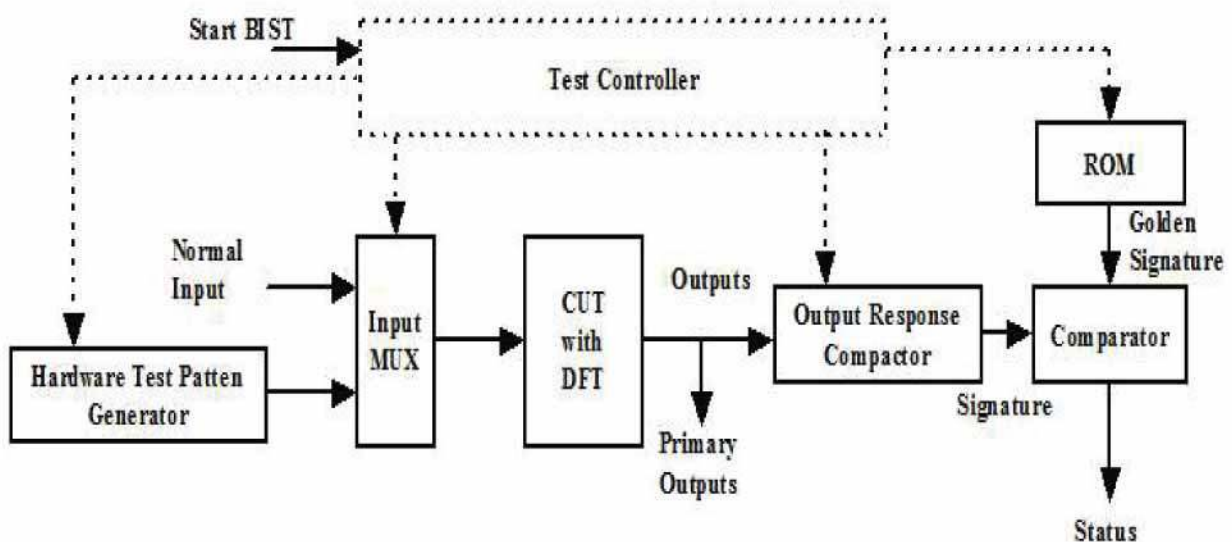 Start BIST
Test Controller
ROM
Golden
Signature
Normal
Input
Input
MUX
CUT
with
DFT
Outputs
Output Response
Compactor
Comparator
Hardware Test Patten
Generator
Signature
Primary
Outputs
Status